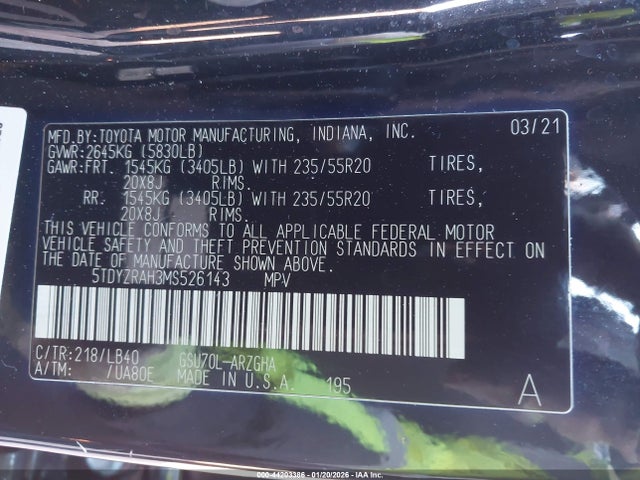 MFD.BY:TOYOTA MOTOR MANUFACTURING, INDIANA, INC. 03/21
GVWR:2645KG (5830LB)
GAWR:FRT. 1545KG (3405LB) WITH 235/55R20 TIRES,
20X8J RIMS.
RR. 1545KG (3405LB) WITH 235/55R20 TIRES,
20X8J RIMS.
THIS VEHICLE CONFORMS TO ALL APPLICABLE FEDERAL MOTOR
VEHICLE SAFETY AND THEFT PREVENTION STANDARDS IN EFFECT ON
THE DATE OF MANUFACTURE SHOWN ABOVE.
5TDYZRAH3MS526143 MPV
C/TR:218/LB40 GSU70L-ARZGHA
A/TM: /UA80E MADE IN U.S.A. 195 A
000-44203386 - 01/20/2026 - IAA Inc.